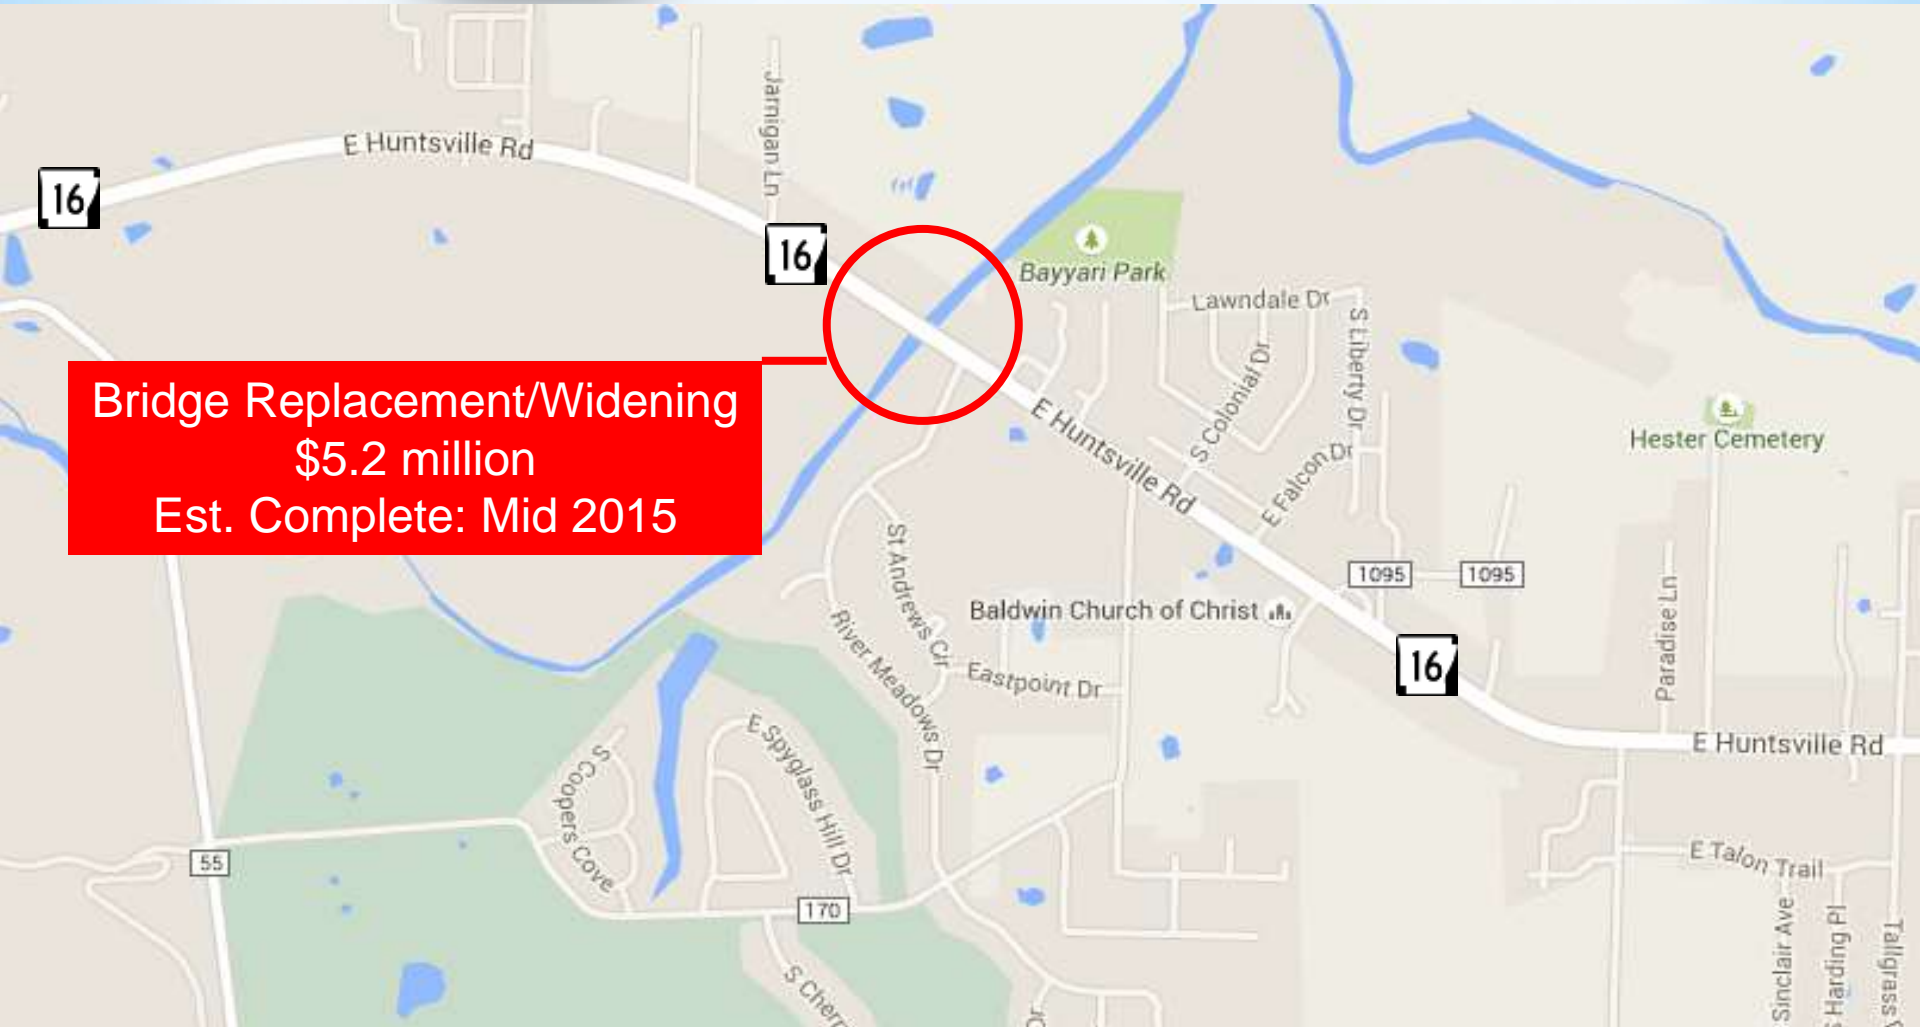 Jarnigan Ln
E Huntsville Rd
16
16
Bayyari Park
Lawndale Dr
S Liberty Dr
S Colonial Dr
Bridge Replacement/Widening
$5.2 million
Est. Complete: Mid 2015
E Huntsville Rd
E Falcon Dr
Hester Cemetery
St Andrews Cir
1095
1095
Baldwin Church of Christ
River Meadows Dr
Eastpoint Dr
16
Paradise Ln
E Huntsville Rd
S Coopers Cove
E Spyglass Hill Dr
55
170
E Talon Trail
Sinclair Ave
Harding Pl
Tallgrass
S Cherr
Dr